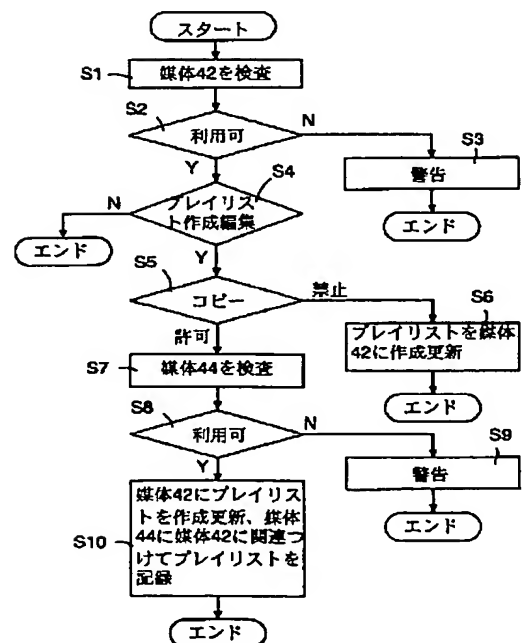 スタート
S1
媒体42を検査
S2
利用可
N
Y
S3
警告
エンド
S4
プレイリ
スト作成編集
N
エンド
Y
S5
コピー
禁止
許可
S6
プレイリストを媒体
42に作成更新
エンド
S7
媒体44を検査
S8
利用可
N
Y
S9
警告
エンド
S10
媒体42にプレイリス
トを作成更新、媒体
44に媒体42に関連つ
けてプレイリストを
記録
エンド